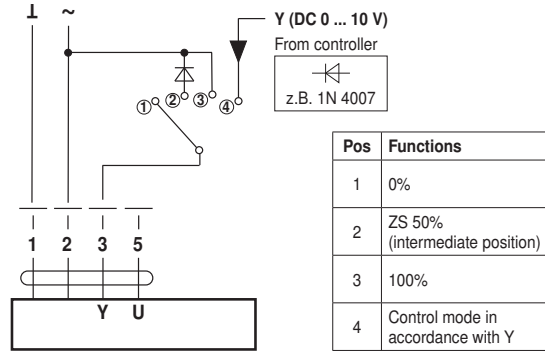 ⊥ ~
Y (DC 0 ... 10 V)
From controller
z.B. 1N 4007
1 2 3 4
Pos Functions
1 0%
2 ZS 50%
(intermediate position)
3 100%
4 Control mode in
accordance with Y
1 2 3 5
Y U